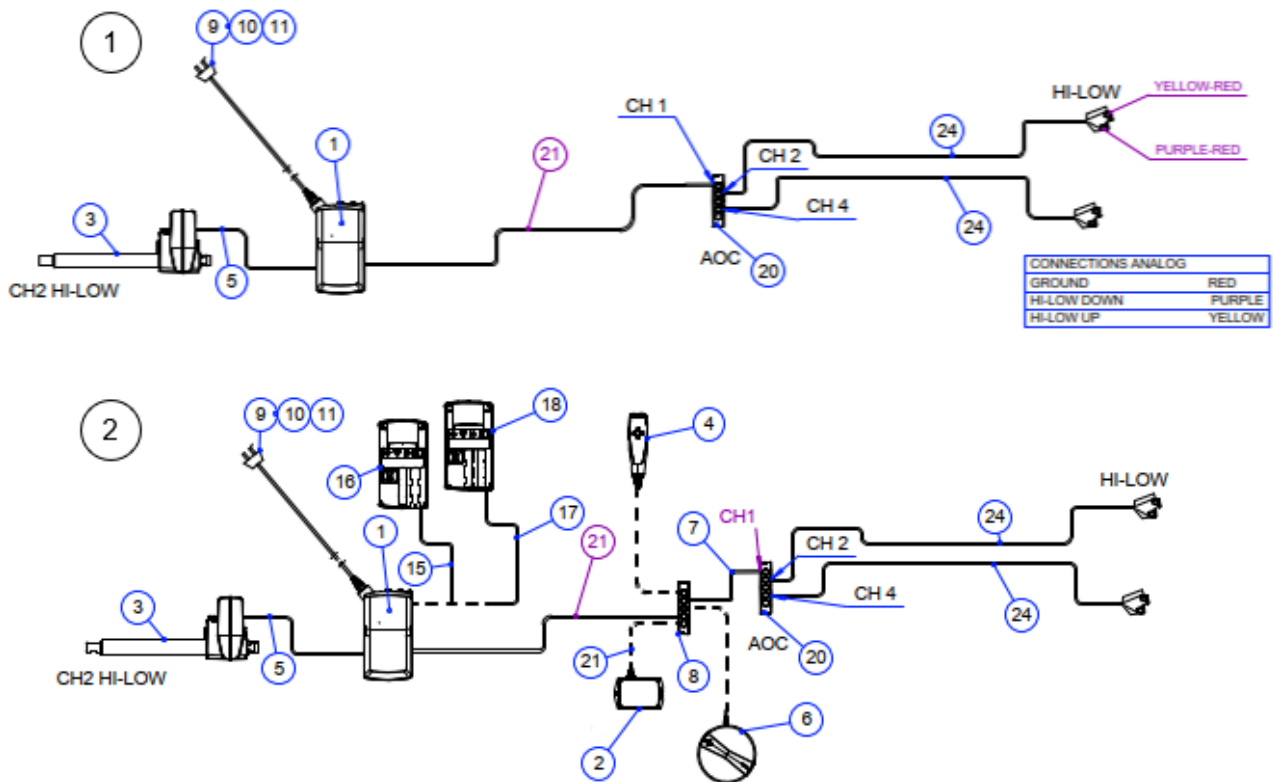 1
9 10 11
1
21
CH 1
CH 2
24
HI-LOW
YELLOW-RED
PURPLE-RED
3
5
CH 4
24
AOC
20
CH2 HI-LOW
CONNECTIONS ANALOG
GROUND RED
HI-LOW DOWN PURPLE
HI-LOW UP YELLOW
2
9 10 11
18
4
16
17
HI-LOW
1
15
21
7
CH1
CH 2
24
3
CH 4
24
5
AOC
20
CH2 HI-LOW
21
8
2
6